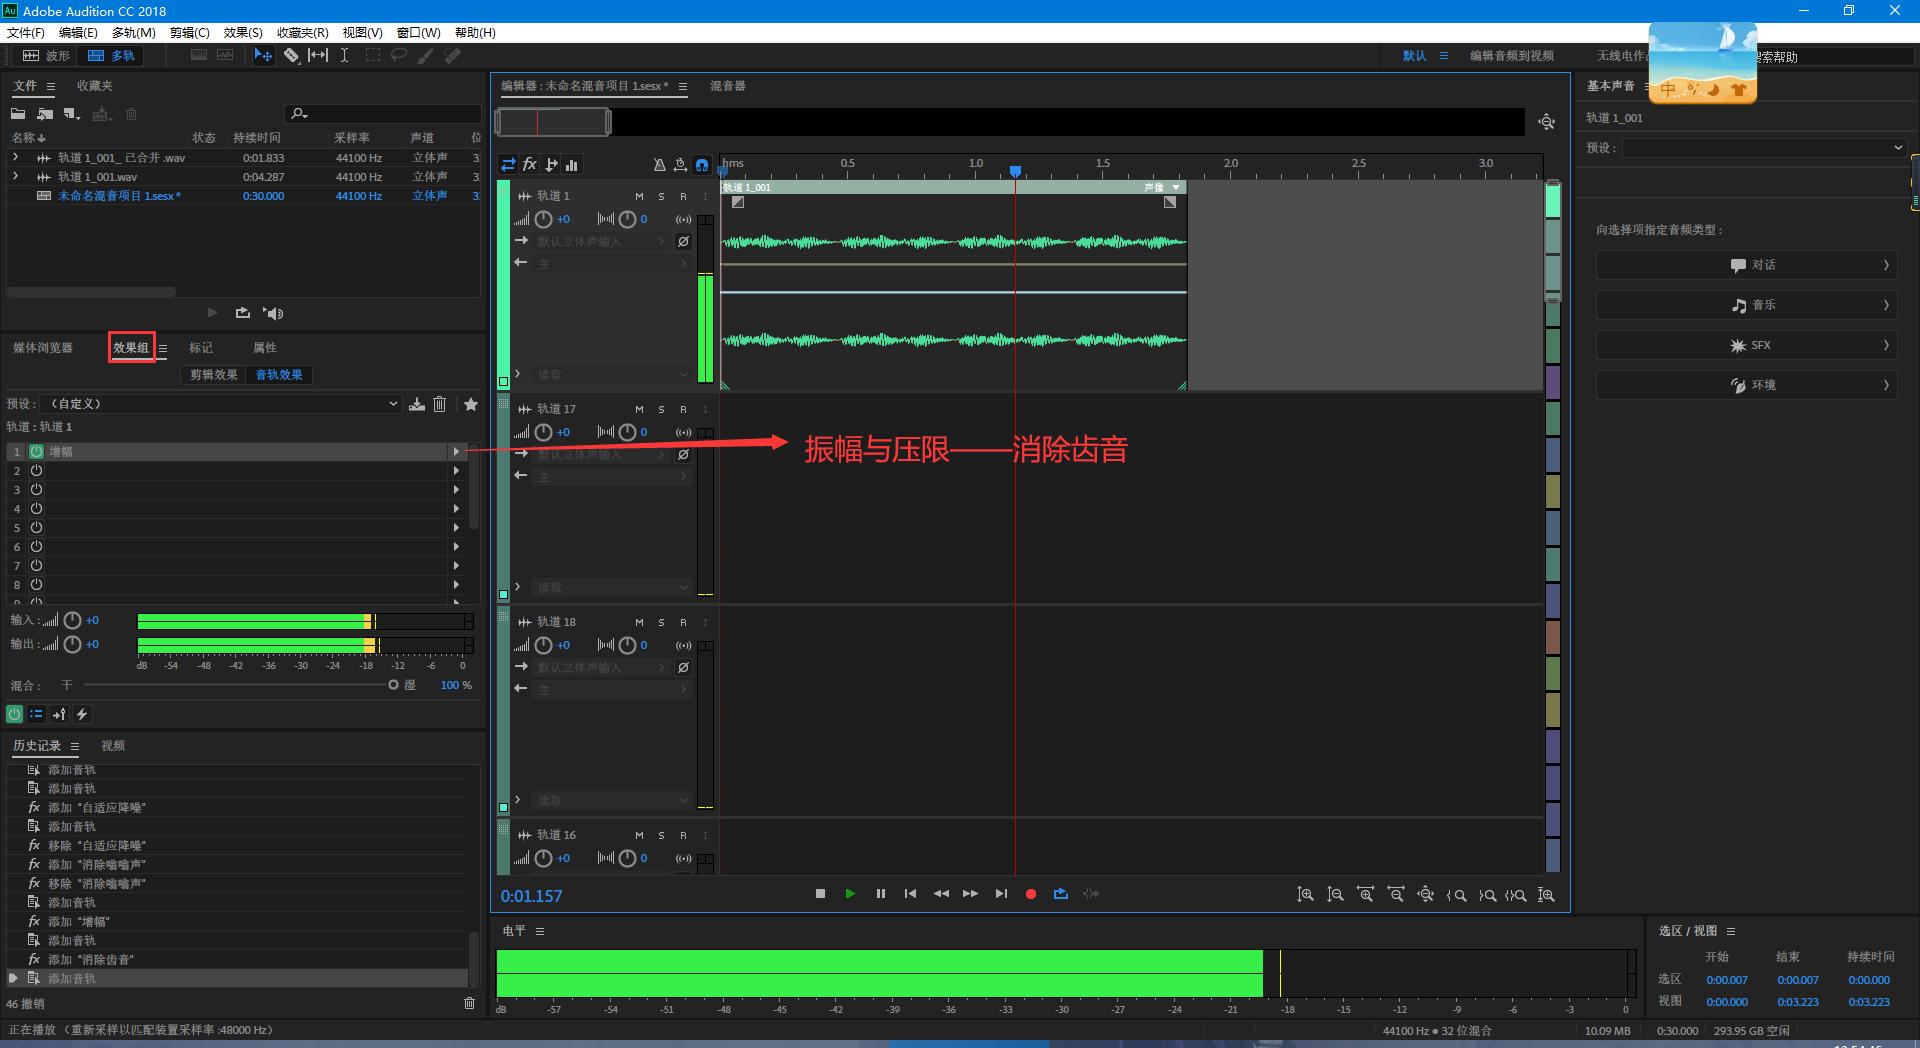 Au Adobe Audition CC 2018
文件(F) 编辑(E) 多轨(M) 剪辑(C) 效果(S) 收藏夹(R) 视图(V) 窗口(W) 帮助(H)
波形 多轨
默认 编辑音频到视频 无线电作 搜索帮助
中
文件 收藏夹
名称 状态 持续时间 采样率 声道 位
轨道 1_001_ 已合并 .wav 0:01.833 44100 Hz 立体声 32
轨道 1_001.wav 0:04.287 44100 Hz 立体声 32
未命名混音项目 1.sesx * 0:30.000 44100 Hz 立体声 32
媒体浏览器 效果组 标记 属性
剪辑效果 音轨效果
预设: （自定义）
轨道 : 轨道 1
1 增幅
2
3
4
5
6
7
8
输入: +0
输出: +0
dB -54 -48 -42 -36 -30 -24 -18 -12 -6 0
混合: 干 湿 100 %
历史记录 视频
添加音轨
添加音轨
fx 添加 "自适应降噪"
添加音轨
fx 移除 "自适应降噪"
fx 添加 "消除嗡嗡声"
fx 移除 "消除嗡嗡声"
添加音轨
fx 添加 "增幅"
添加音轨
fx 添加 "消除齿音"
添加音轨
46 撤销
正在播放 （重新采样以匹配装置采样率 :48000 Hz）
编辑器 : 未命名混音项目 1.sesx * 混音器
fx
hms 0.5 1.0 1.5 2.0 2.5 3.0
轨道 1 M S R I
+0 0
默认立体声输入
主
读取
轨道 1_001 声像
轨道 17 M S R I
+0 0
默认立体声输入
主
读取
振幅与压限——消除齿音
轨道 18 M S R I
+0 0
默认立体声输入
主
读取
轨道 16 M S R I
+0 0
0:01.157
电平
dB -57 -54 -51 -48 -45 -42 -39 -36 -33 -30 -27 -24 -21 -18 -15 -12 -9 -6 -3 0
基本声音
轨道 1_001
预设:
向选择项指定音频类型:
对话
音乐
SFX
环境
选区 / 视图
开始 结束 持续时间
选区 0:00.007 0:00.007 0:00.000
视图 0:00.000 0:03.223 0:03.223
44100 Hz ● 32 位混合 10.09 MB 0:30.000 293.95 GB 空闲